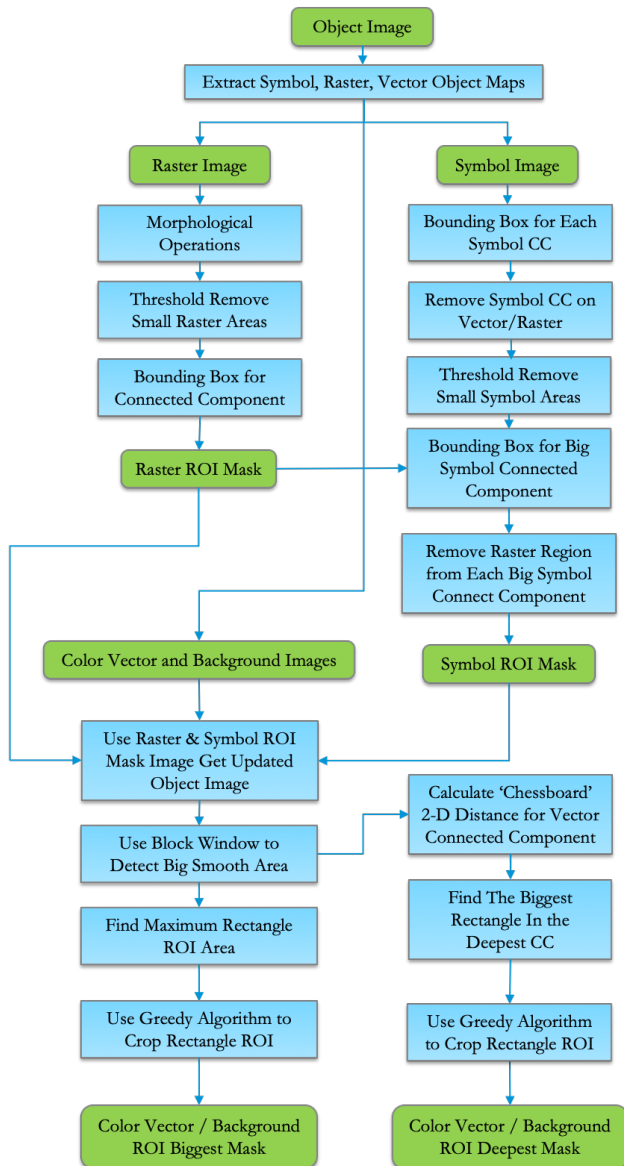 Object Image
Extract Symbol, Raster, Vector Object Maps
Raster Image
Symbol Image
Morphological
Operations
Bounding Box for Each
Symbol CC
Threshold Remove
Small Raster Areas
Remove Symbol CC on
Vector/Raster
Bounding Box for
Connected Component
Threshold Remove
Small Symbol Areas
Raster ROI Mask
Bounding Box for Big
Symbol Connected
Component
Remove Raster Region
from Each Big Symbol
Connect Component
Color Vector and Background Images
Symbol ROI Mask
Use Raster & Symbol ROI
Mask Image Get Updated
Object Image
Calculate ‘Chessboard’
2-D Distance for Vector
Connected Component
Use Block Window to
Detect Big Smooth Area
Find Maximum Rectangle
ROI Area
Find The Biggest
Rectangle In the
Deepest CC
Use Greedy Algorithm to
Crop Rectangle ROI
Use Greedy Algorithm
to Crop Rectangle ROI
Color Vector / Background
ROI Biggest Mask
Color Vector / Background
ROI Deepest Mask